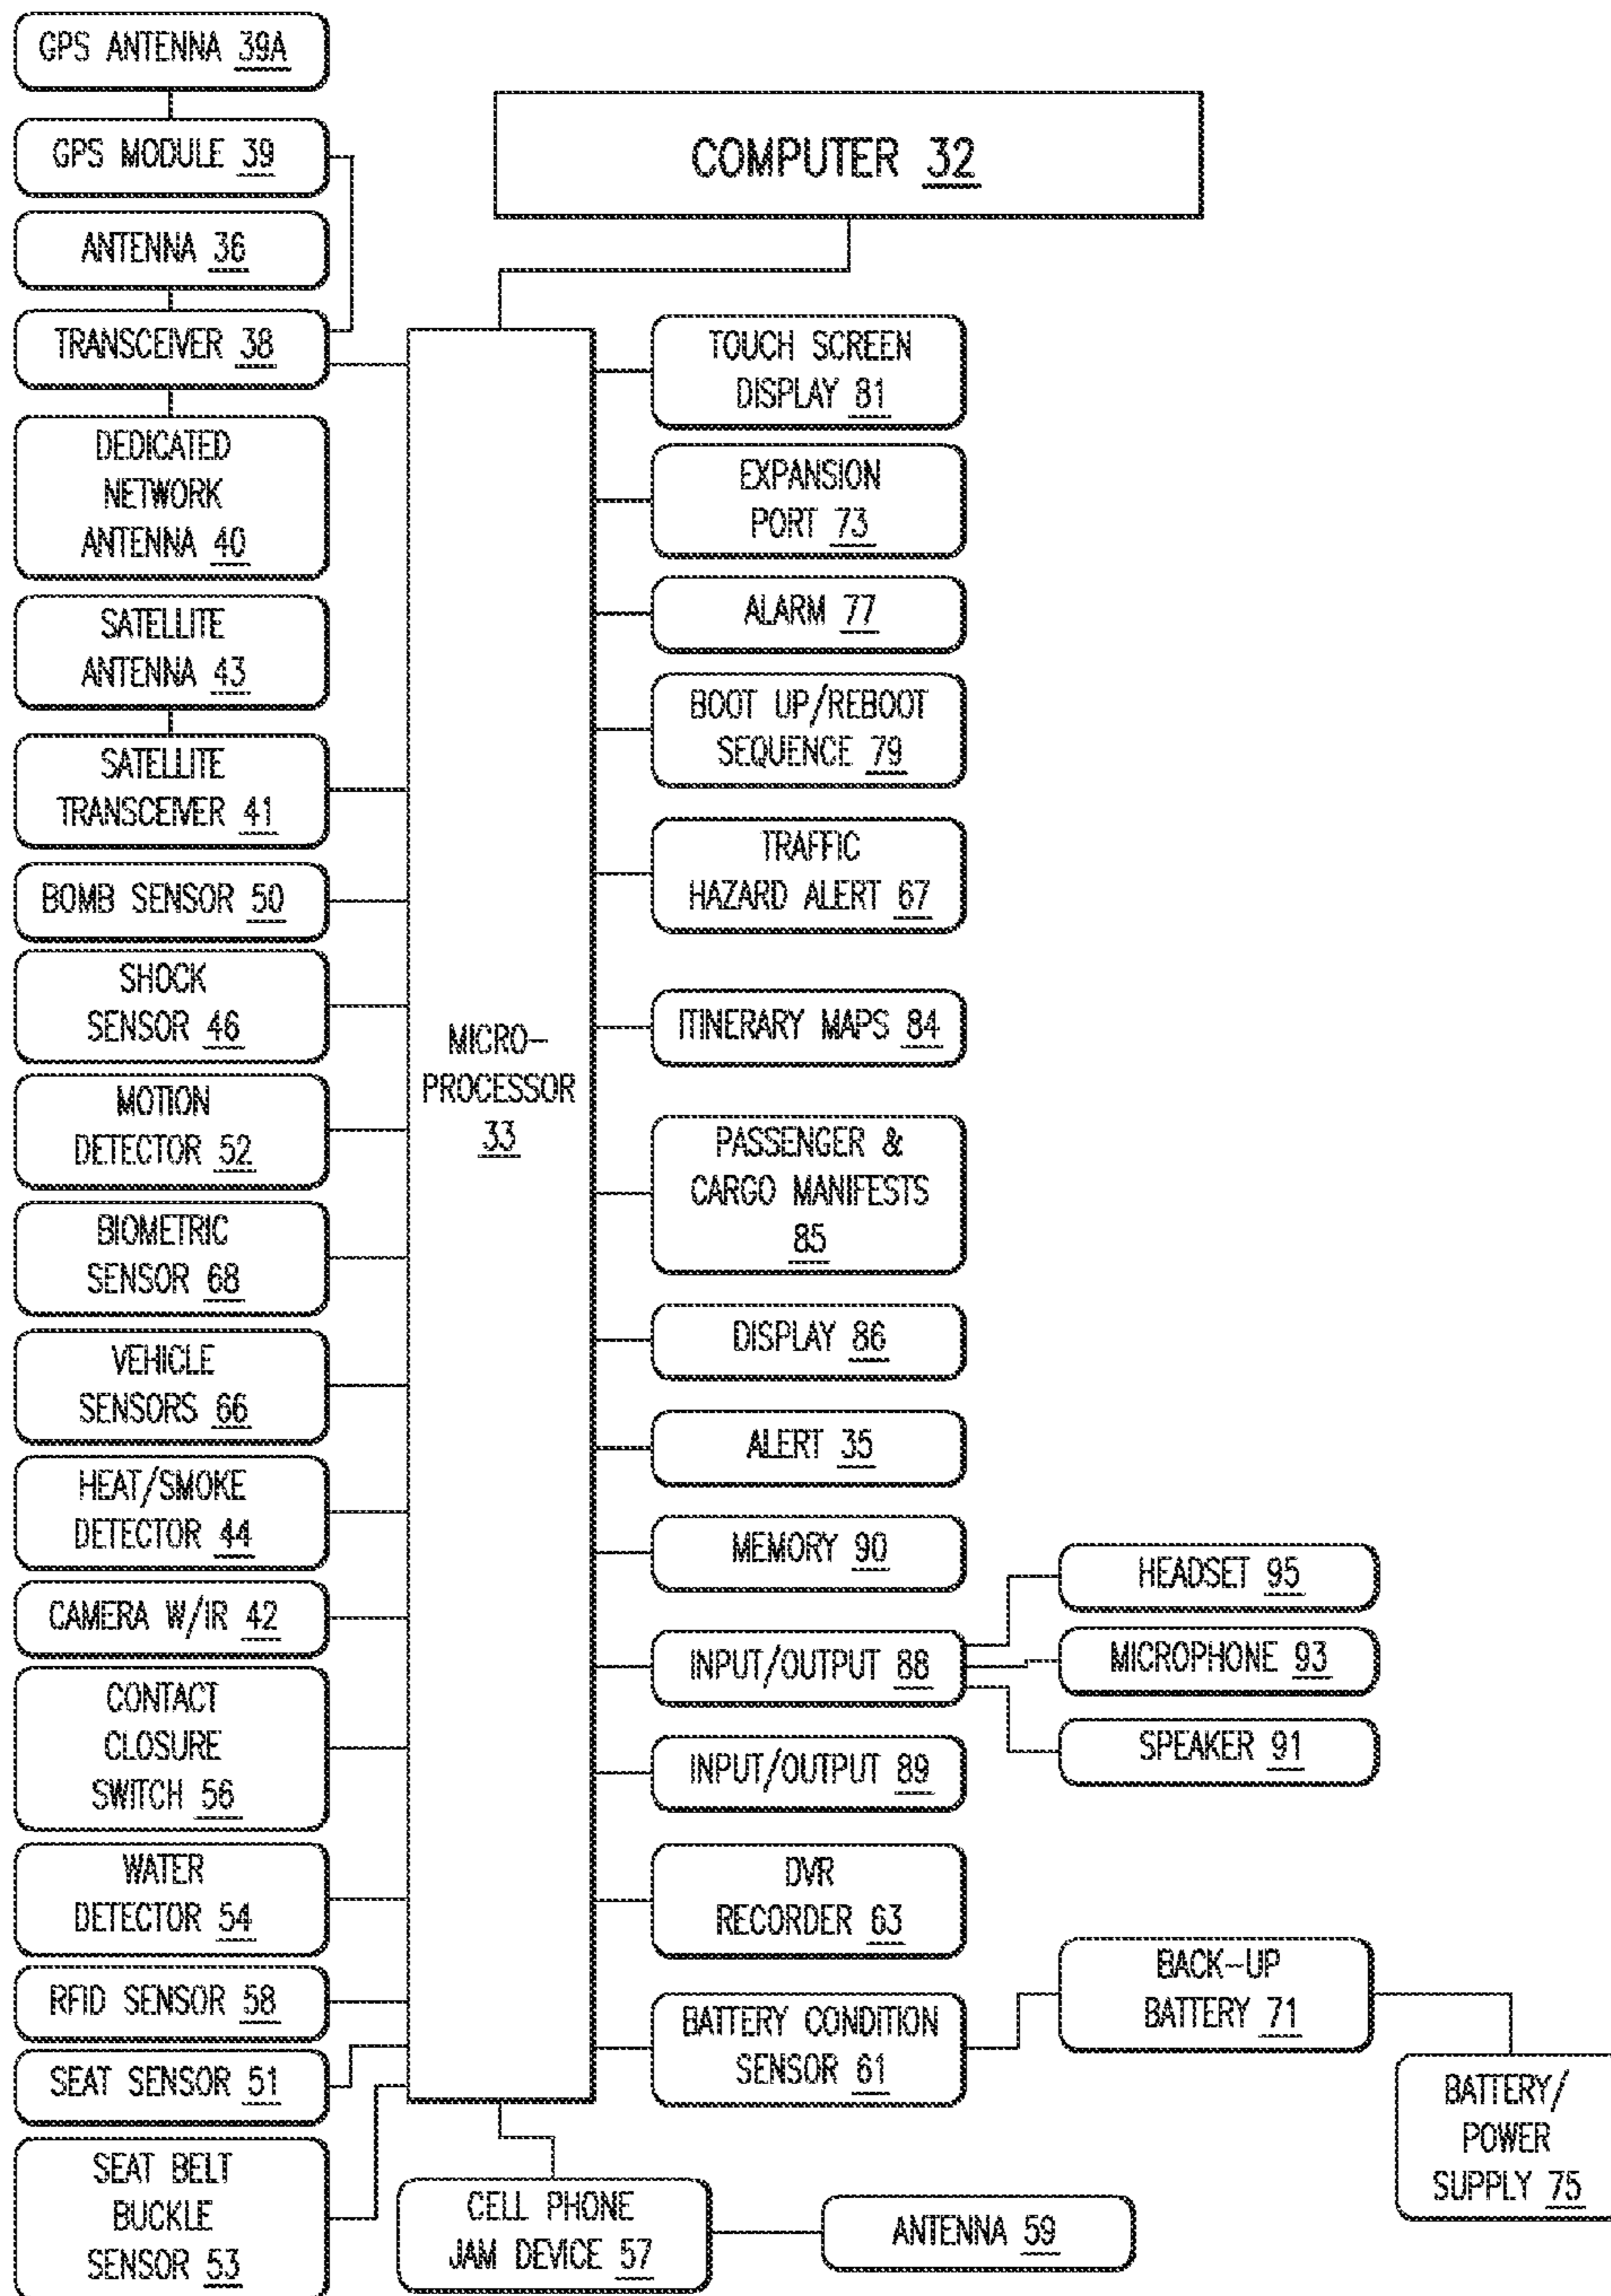 GPS ANTENNA 39A
GPS MODULE 39
ANTENNA 36
TRANSCEIVER 38
DEDICATED
NETWORK
ANTENNA 40
SATELLITE
ANTENNA 43
SATELLITE
TRANSCEIVER 41
BOMB SENSOR 50
SHOCK
SENSOR 46
MOTION
DETECTOR 52
BIOMETRIC
SENSOR 68
VEHICLE
SENSORS 66
HEAT/SMOKE
DETECTOR 44
CAMERA W/IR 42
CONTACT
CLOSURE
SWITCH 56
WATER
DETECTOR 54
RFID SENSOR 58
SEAT SENSOR 51
SEAT BELT
BUCKLE
SENSOR 53
COMPUTER 32
MICRO-
PROCESSOR
33
TOUCH SCREEN
DISPLAY 81
EXPANSION
PORT 73
ALARM 77
BOOT UP/REBOOT
SEQUENCE 79
TRAFFIC
HAZARD ALERT 67
ITINERARY MAPS 84
PASSENGER &
CARGO MANIFESTS
85
DISPLAY 86
ALERT 35
MEMORY 90
INPUT/OUTPUT 88
INPUT/OUTPUT 89
DVR
RECORDER 63
BATTERY CONDITION
SENSOR 61
HEADSET 95
MICROPHONE 93
SPEAKER 91
BACK-UP
BATTERY 71
BATTERY/
POWER
SUPPLY 75
CELL PHONE
JAM DEVICE 57
ANTENNA 59